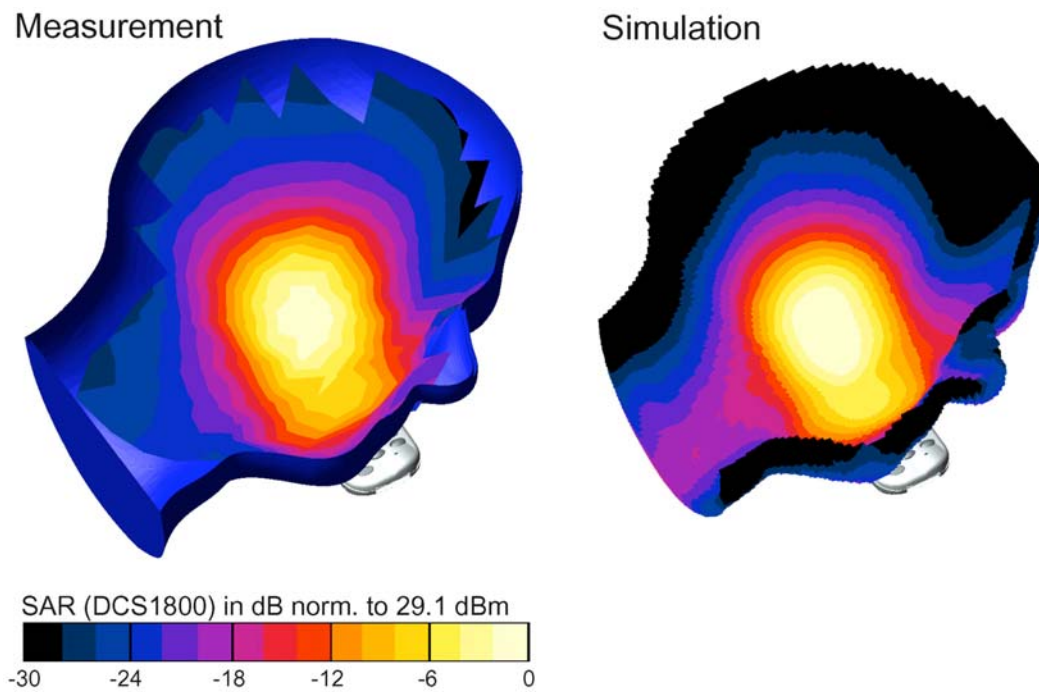 Measurement
Simulation
SAR (DCS1800) in dB norm. to 29.1 dBm
-30 -24 -18 -12 -6 0